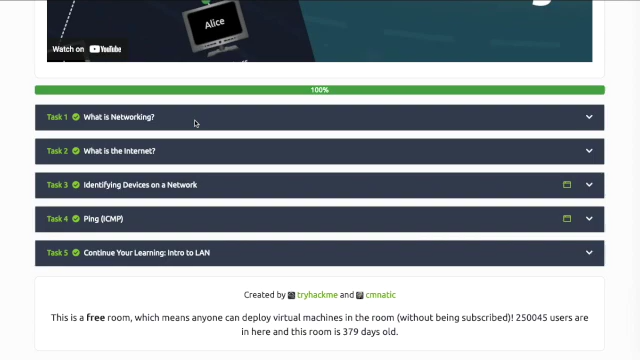 Alice
Watch on YouTube
100%
Task 1 What is Networking?
Task 2 What is the Internet?
Task 3 Identifying Devices on a Network
Task 4 Ping (ICMP)
Task 5 Continue Your Learning: Intro to LAN
Created by tryhackme and cmnatic
This is a free room, which means anyone can deploy virtual machines in the room (without being subscribed)! 250045 users are
in here and this room is 379 days old.